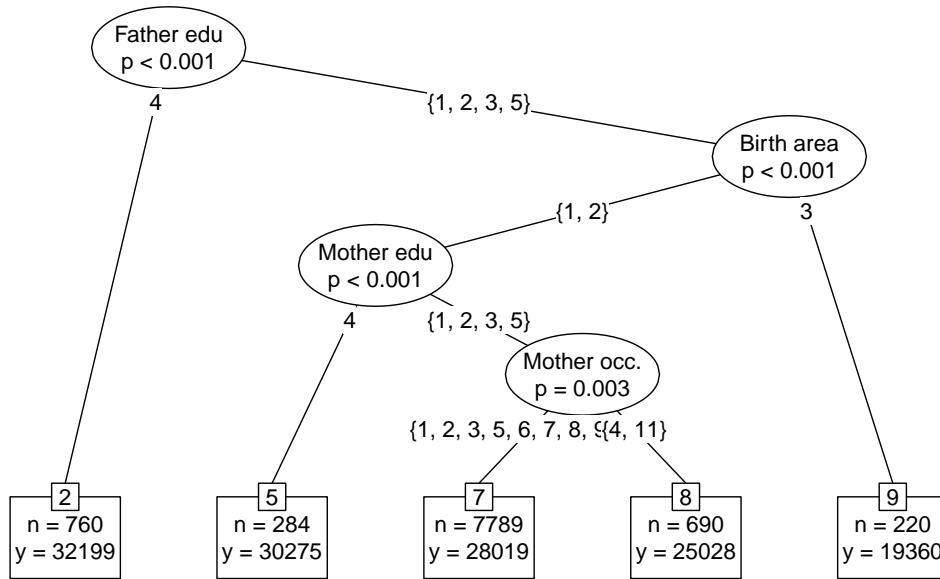 Father edu
p < 0.001
4
{1, 2, 3, 5}
Birth area
p < 0.001
{1, 2}
3
Mother edu
p < 0.001
4
{1, 2, 3, 5}
Mother occ.
p = 0.003
{1, 2, 3, 5, 6, 7, 8, 9
{4, 11}
2
n = 760
y = 32199
5
n = 284
y = 30275
7
n = 7789
y = 28019
8
n = 690
y = 25028
9
n = 220
y = 19360